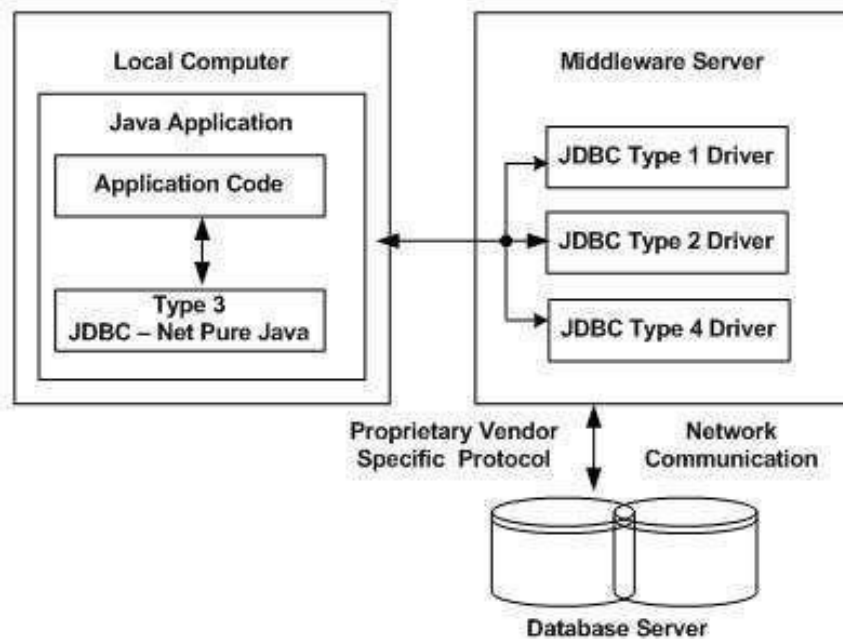 Local Computer
Java Application
Application Code
Type 3
JDBC – Net Pure Java
Middleware Server
JDBC Type 1 Driver
JDBC Type 2 Driver
JDBC Type 4 Driver
Proprietary Vendor
Specific Protocol
Network
Communication
Database Server